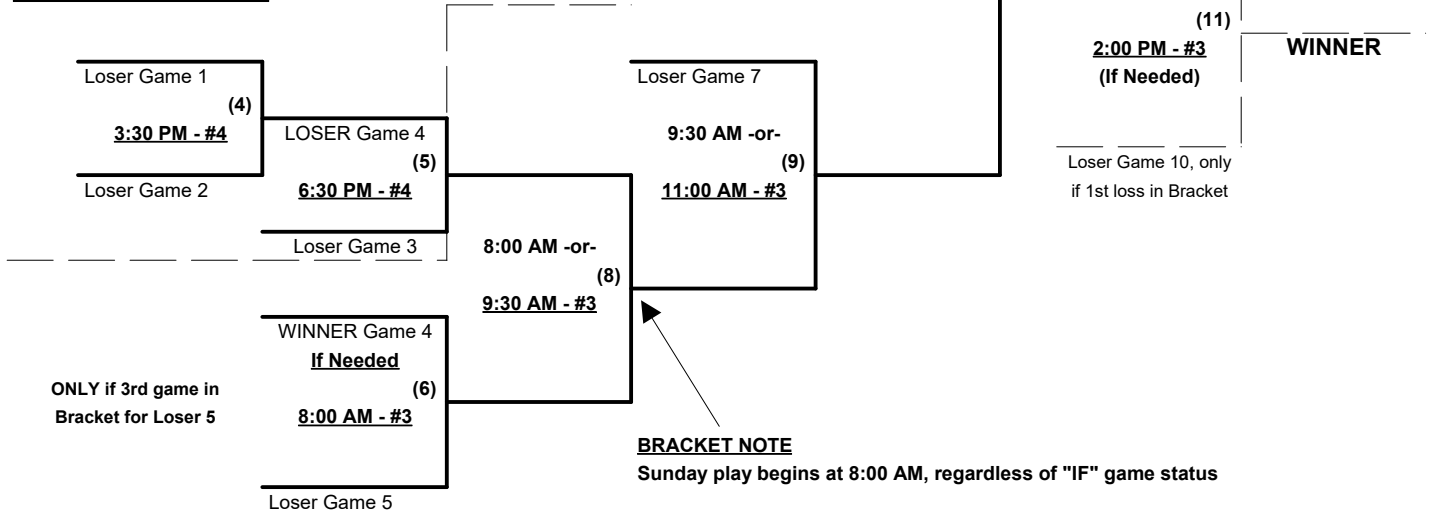 (11)
2:00 PM - #3
(If Needed)
WINNER
Loser Game 10, only
if 1st loss in Bracket
Loser Game 1
(4)
3:30 PM - #4
Loser Game 2
LOSER Game 4
(5)
6:30 PM - #4
Loser Game 3
Loser Game 7
9:30 AM -or-
(9)
11:00 AM - #3
8:00 AM -or-
(8)
9:30 AM - #3
WINNER Game 4
If Needed
(6)
8:00 AM - #3
Loser Game 5
ONLY if 3rd game in
Bracket for Loser 5
BRACKET NOTE
Sunday play begins at 8:00 AM, regardless of "IF" game status